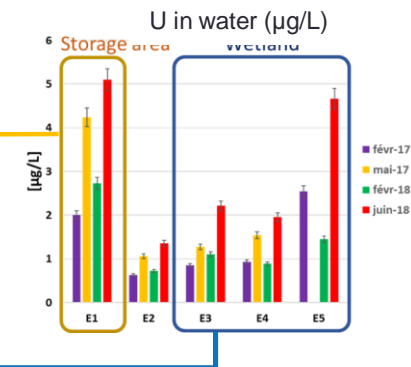 U in water (µg/L)
Storage area Wetland
6
5
4
3
2
1
0
[µg/L]
E1 E2 E3 E4 E5
févr-17
mai-17
févr-18
juin-18